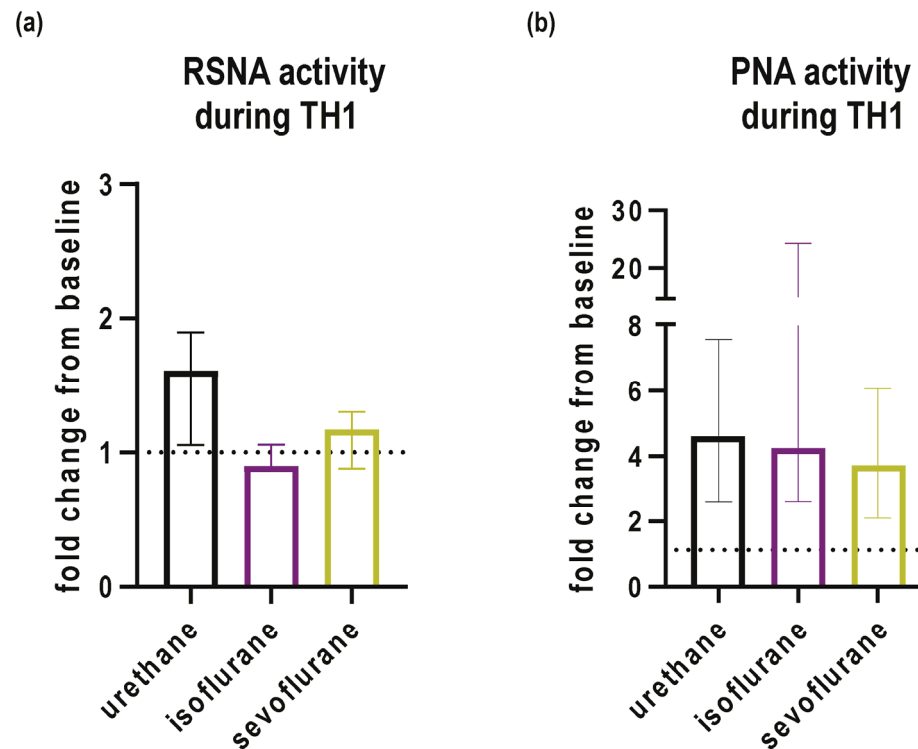 (a)
RSNA activity
during TH1
fold change from baseline
3
2
1
0
urethane
isoflurane
sevoflurane
(b)
PNA activity
during TH1
fold change from baseline
30
20
8
6
4
2
0
urethane
isoflurane
sevoflurane